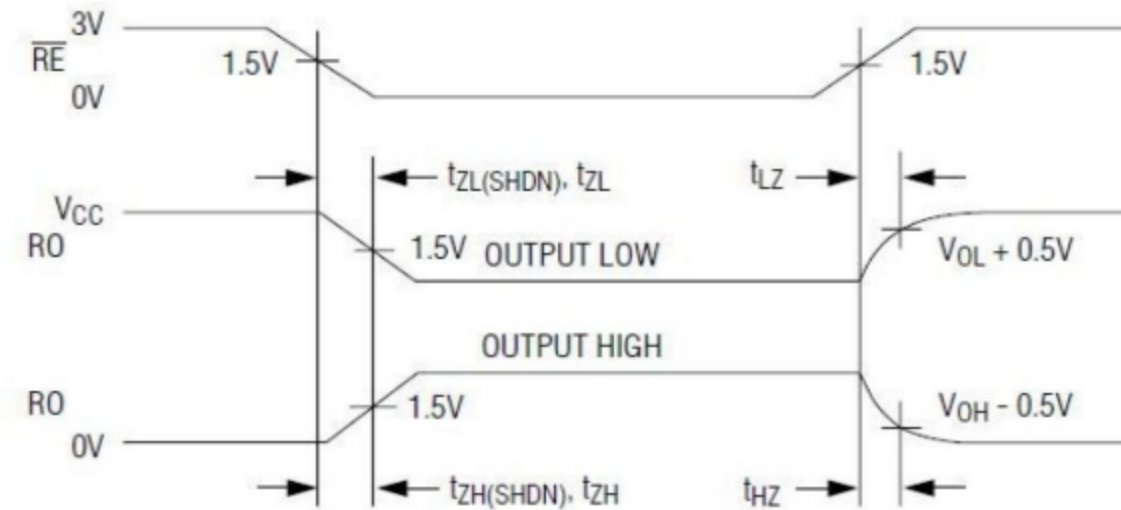 3V
RE
1.5V
1.5V
0V
tZL(SHDN), tZL
tLZ
VCC
RO
1.5V
OUTPUT LOW
VOL + 0.5V
OUTPUT HIGH
RO
1.5V
VOH - 0.5V
0V
tZH(SHDN), tZH
tHZ